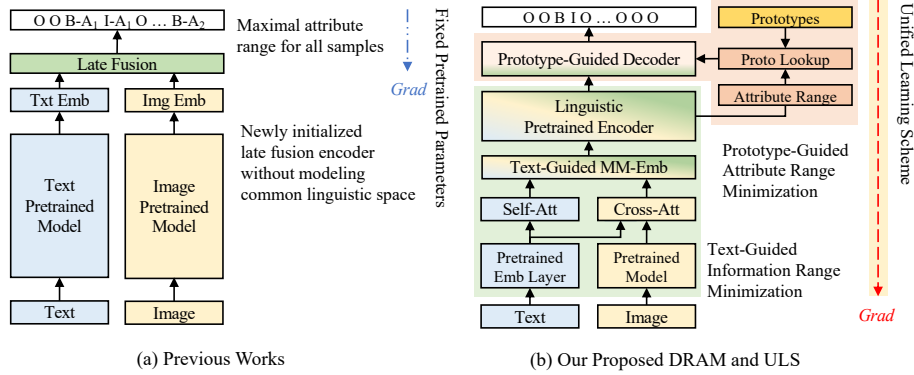 O O B-A₁ I-A₁ O … B-A₂
Maximal attribute
range for all samples
Late Fusion
Txt Emb
Img Emb
Grad
Fixed Pretrained Parameters
Text
Pretrained
Model
Image
Pretrained
Model
Newly initialized
late fusion encoder
without modeling
common linguistic space
Text
Image
(a) Previous Works
O O B I O … O O O
Prototypes
Prototype-Guided Decoder
Proto Lookup
Attribute Range
Linguistic
Pretrained Encoder
Text-Guided MM-Emb
Prototype-Guided
Attribute Range
Minimization
Self-Att
Cross-Att
Pretrained
Emb Layer
Pretrained
Model
Text-Guided
Information Range
Minimization
Text
Image
Unified Learning Scheme
Grad
(b) Our Proposed DRAM and ULS